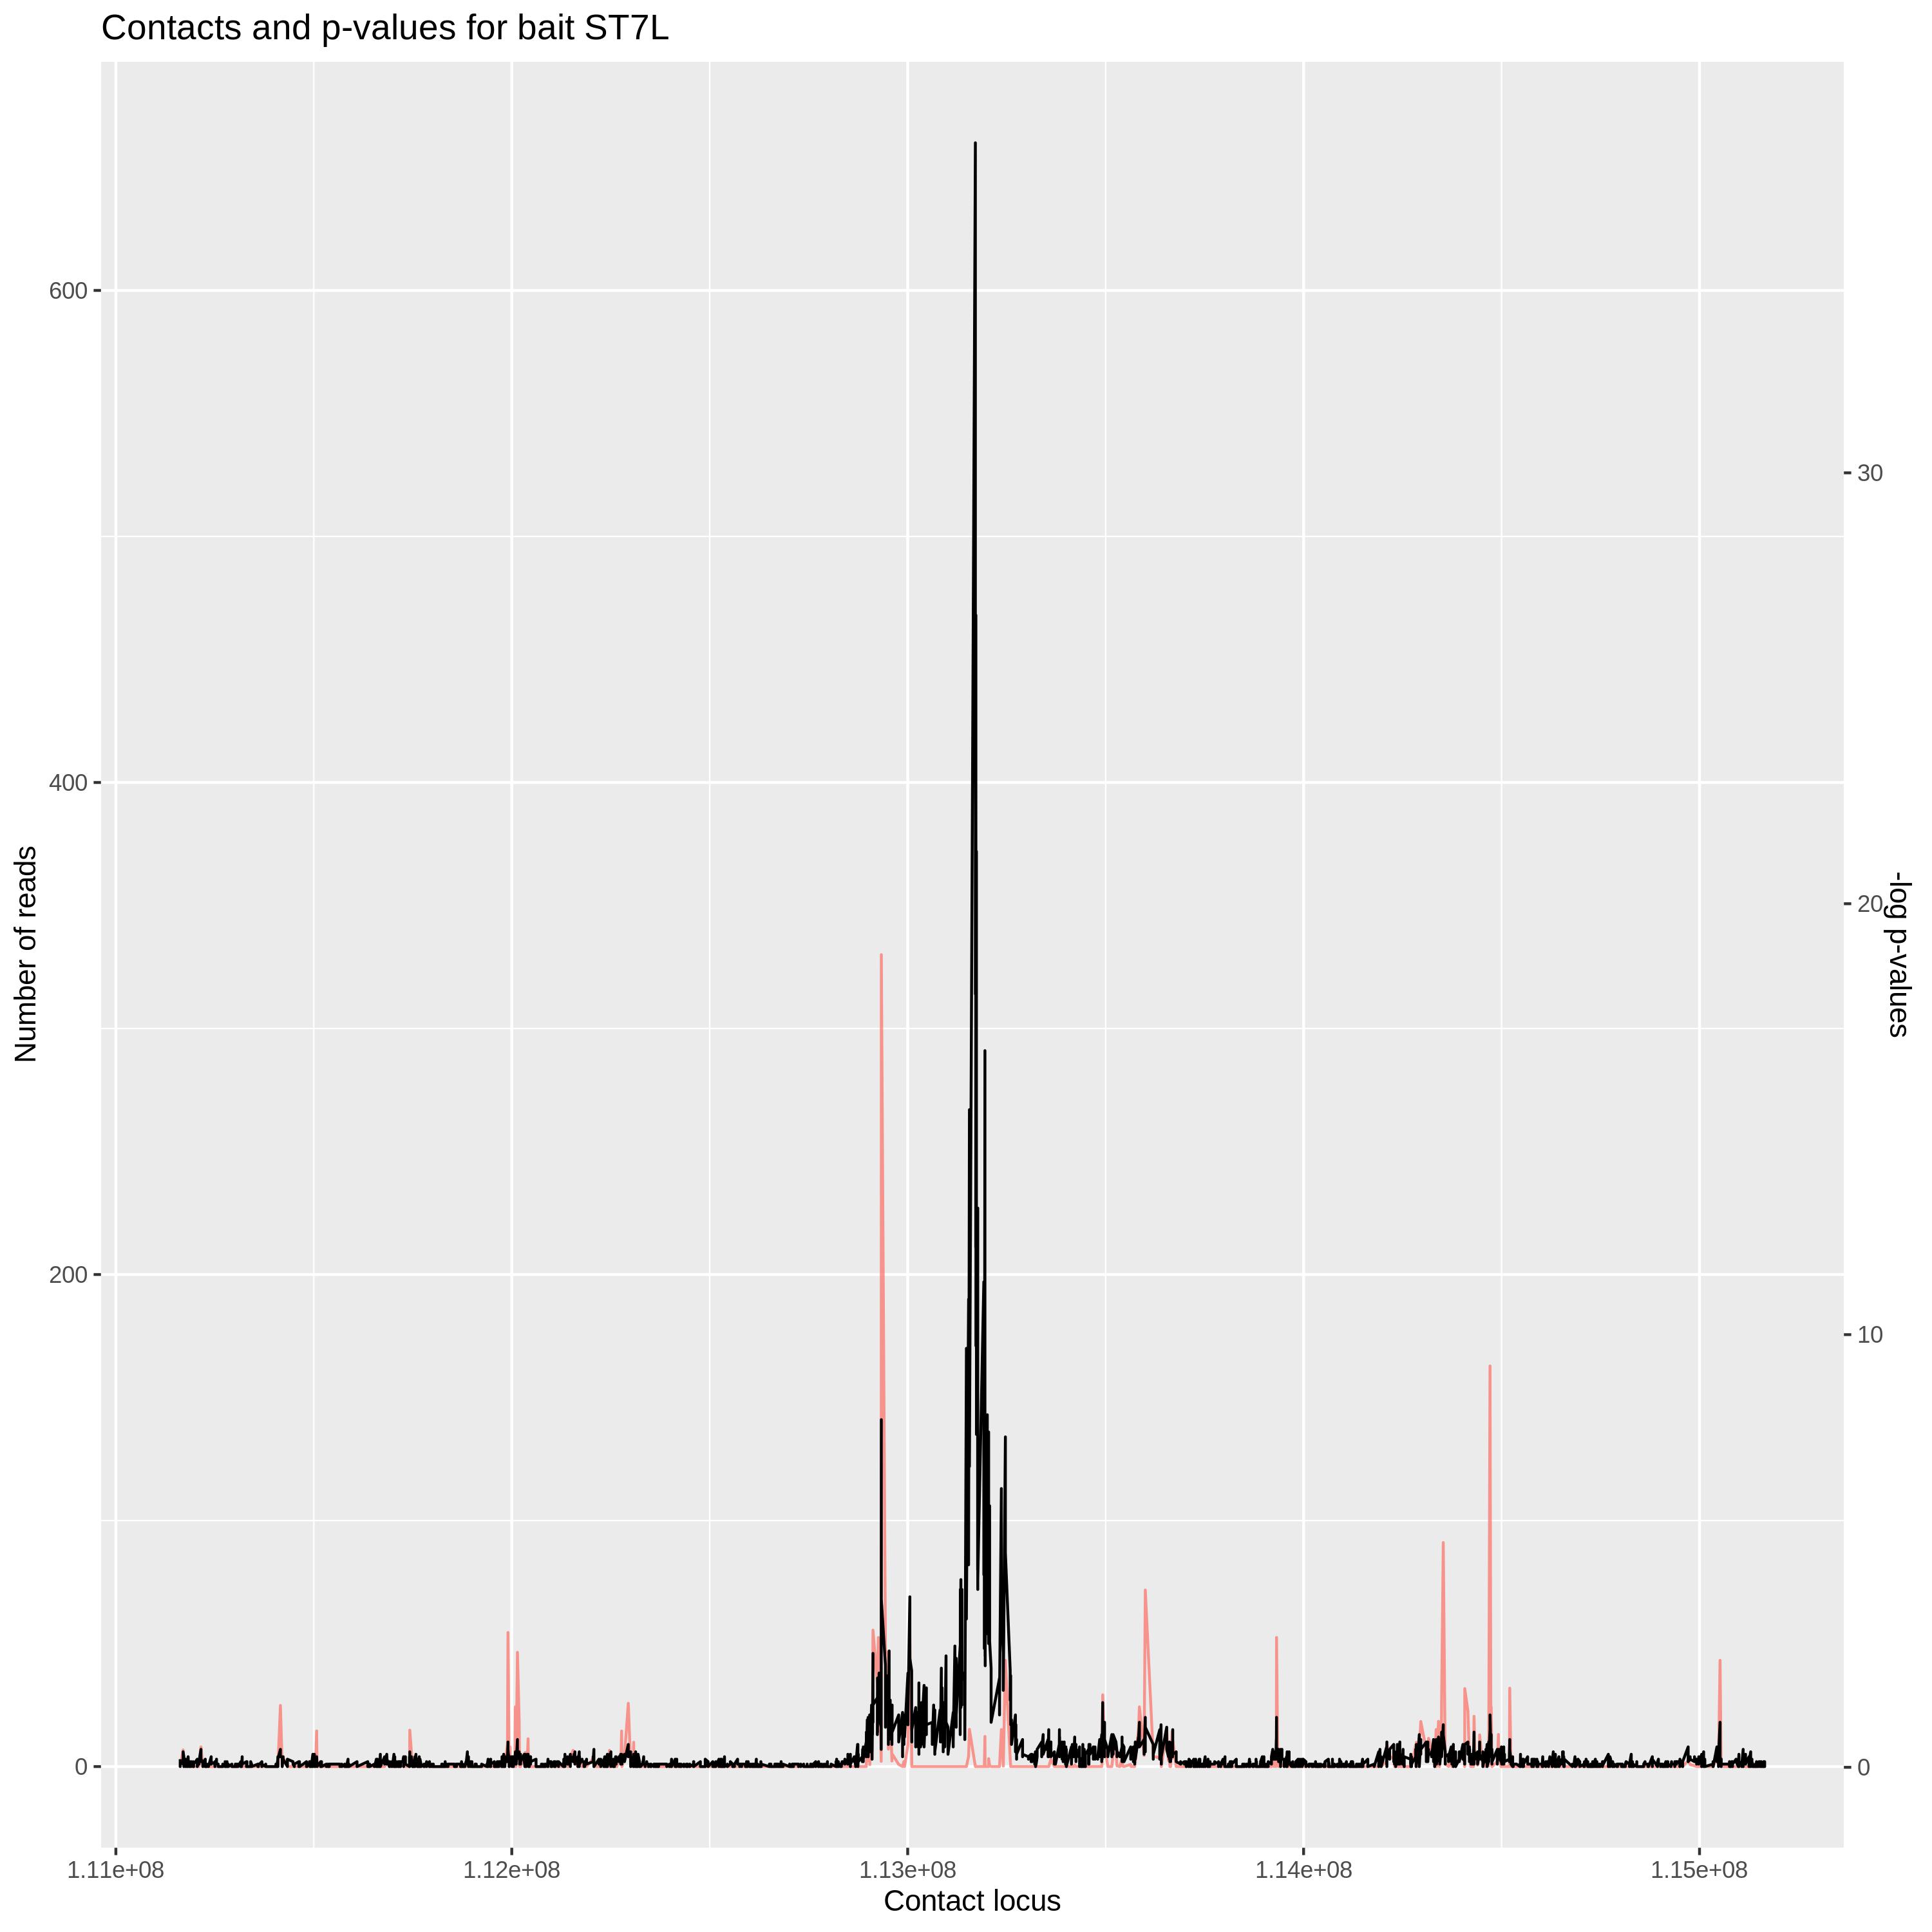 Contacts and p-values for bait ST7L
Number of reads
600
400
200
0
30
20
10
0
-log p-values
1.11e+08 1.12e+08 1.13e+08 1.14e+08 1.15e+08
Contact locus